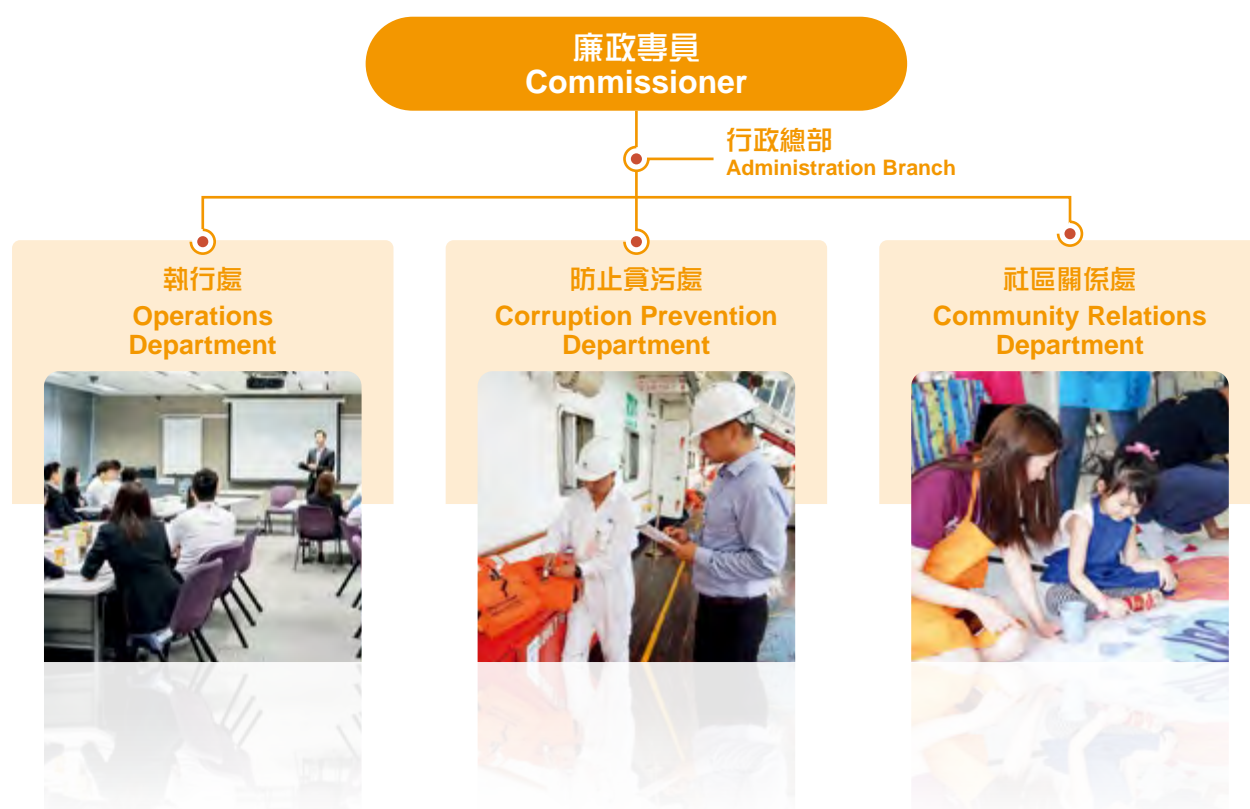 廉政專員
Commissioner
行政總部
Administration Branch
執行處
Operations
Department
防止貪污處
Corruption Prevention
Department
社區關係處
Community Relations
Department